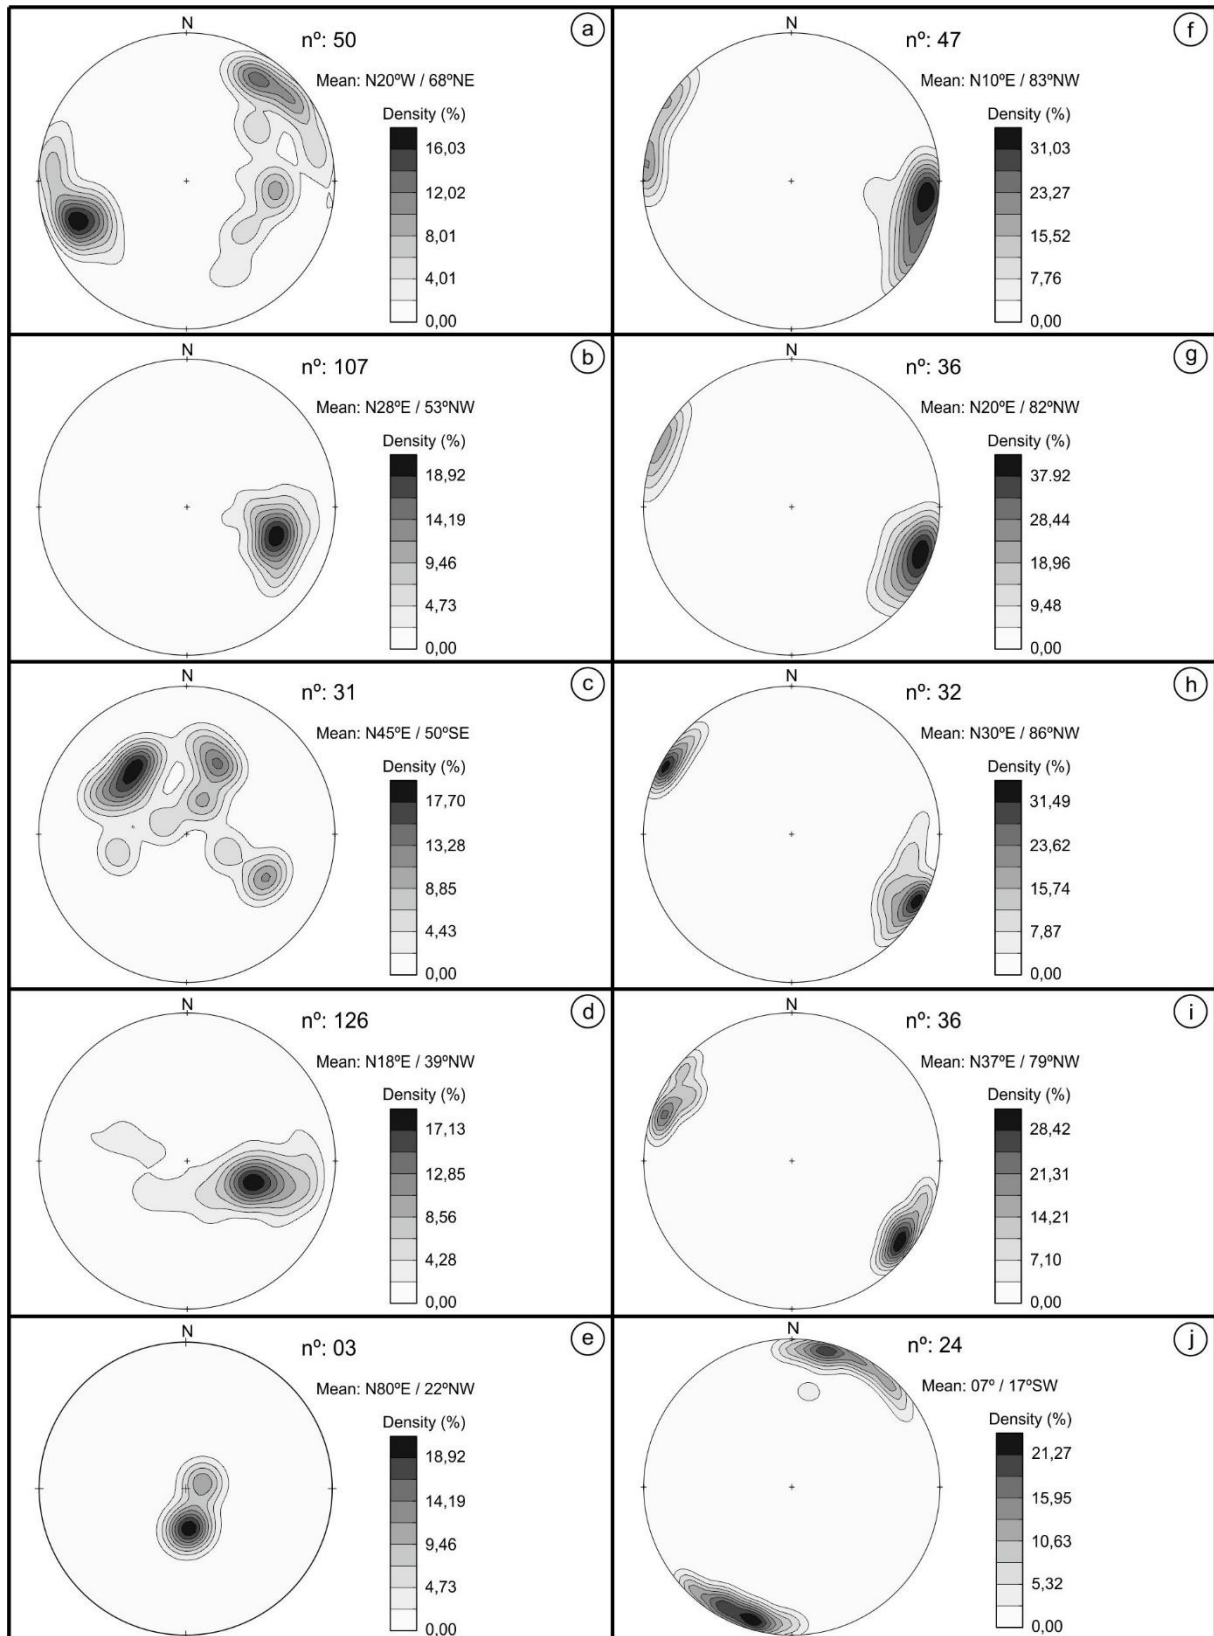 N
nº: 50
a
Mean: N20ºW / 68ºNE
Density (%)
16,03
12,02
8,01
4,01
0,00
N
nº: 107
b
Mean: N28ºE / 53ºNW
Density (%)
18,92
14,19
9,46
4,73
0,00
N
nº: 31
c
Mean: N45ºE / 50ºSE
Density (%)
17,70
13,28
8,85
4,43
0,00
N
nº: 126
d
Mean: N18ºE / 39ºNW
Density (%)
17,13
12,85
8,56
4,28
0,00
N
nº: 03
e
Mean: N80ºE / 22ºNW
Density (%)
18,92
14,19
9,46
4,73
0,00
N
nº: 47
f
Mean: N10ºE / 83ºNW
Density (%)
31,03
23,27
15,52
7,76
0,00
N
nº: 36
g
Mean: N20ºE / 82ºNW
Density (%)
37.92
28,44
18,96
9,48
0,00
N
nº: 32
h
Mean: N30ºE / 86ºNW
Density (%)
31,49
23,62
15,74
7,87
0,00
N
nº: 36
i
Mean: N37ºE / 79ºNW
Density (%)
28,42
21,31
14,21
7,10
0,00
N
nº: 24
j
Mean: 07º / 17ºSW
Density (%)
21,27
15,95
10,63
5,32
0,00